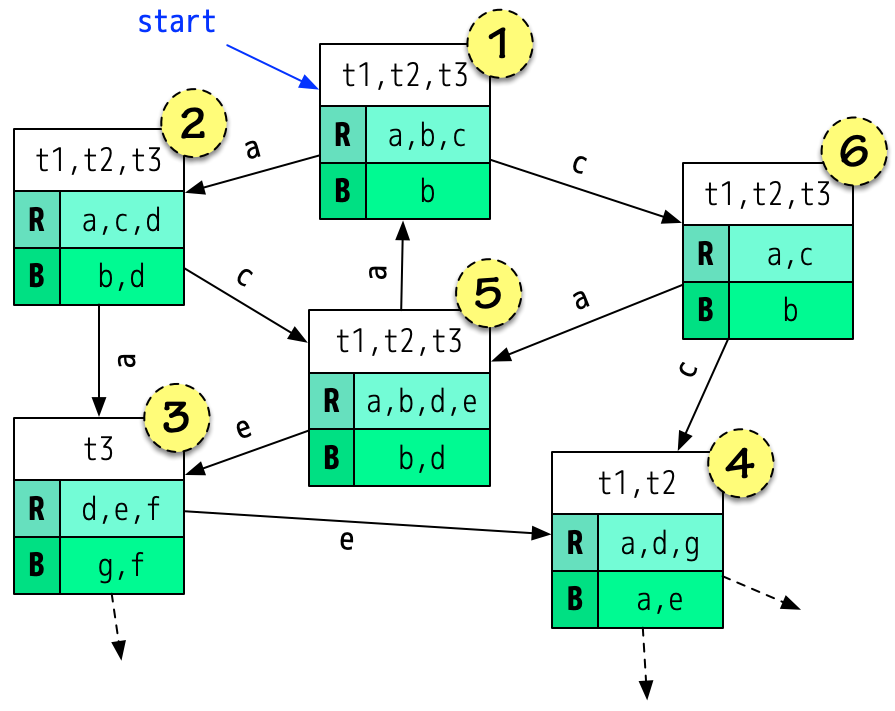 start
1
t1,t2,t3
R a,b,c
B b
2
t1,t2,t3
R a,c,d
B b,d
a
c
6
t1,t2,t3
R a,c
B b
c
a
5
t1,t2,t3
R a,b,d,e
B b,d
a
a
3
t3
R d,e,f
B g,f
e
c
4
t1,t2
R a,d,g
B a,e
e